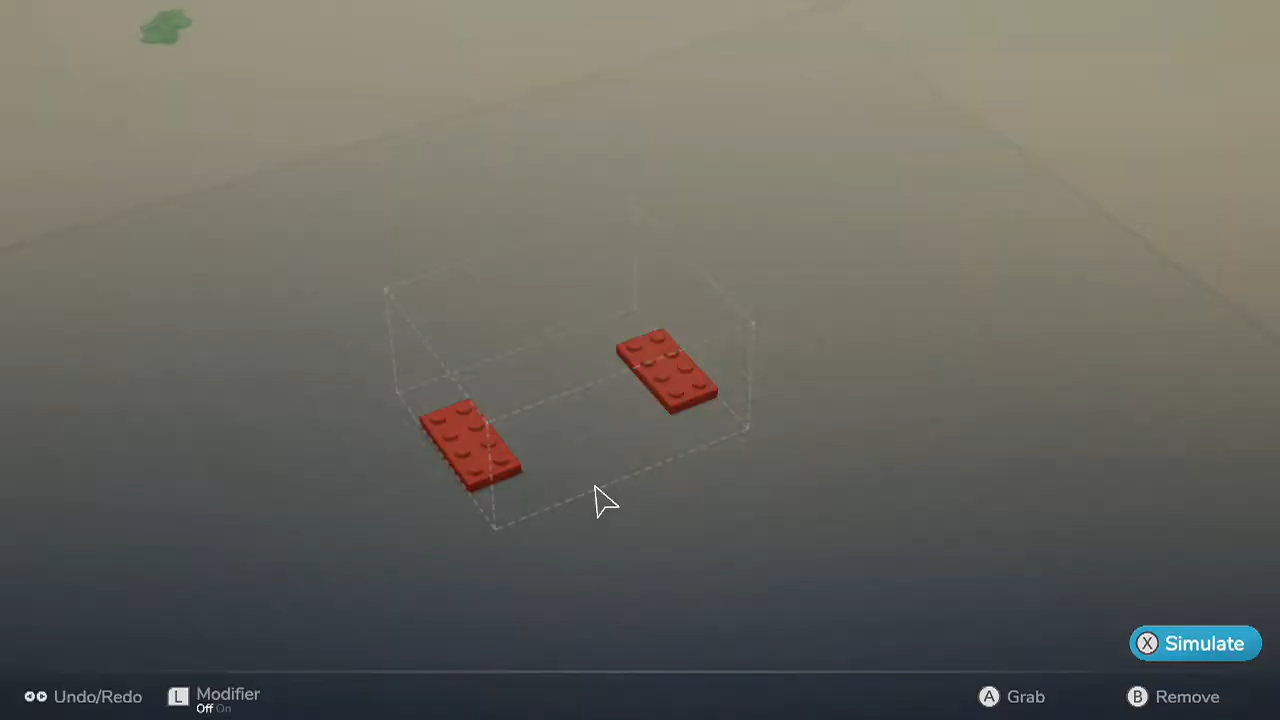 X Simulate
Undo/Redo
L Modifier
Off On
A Grab
B Remove